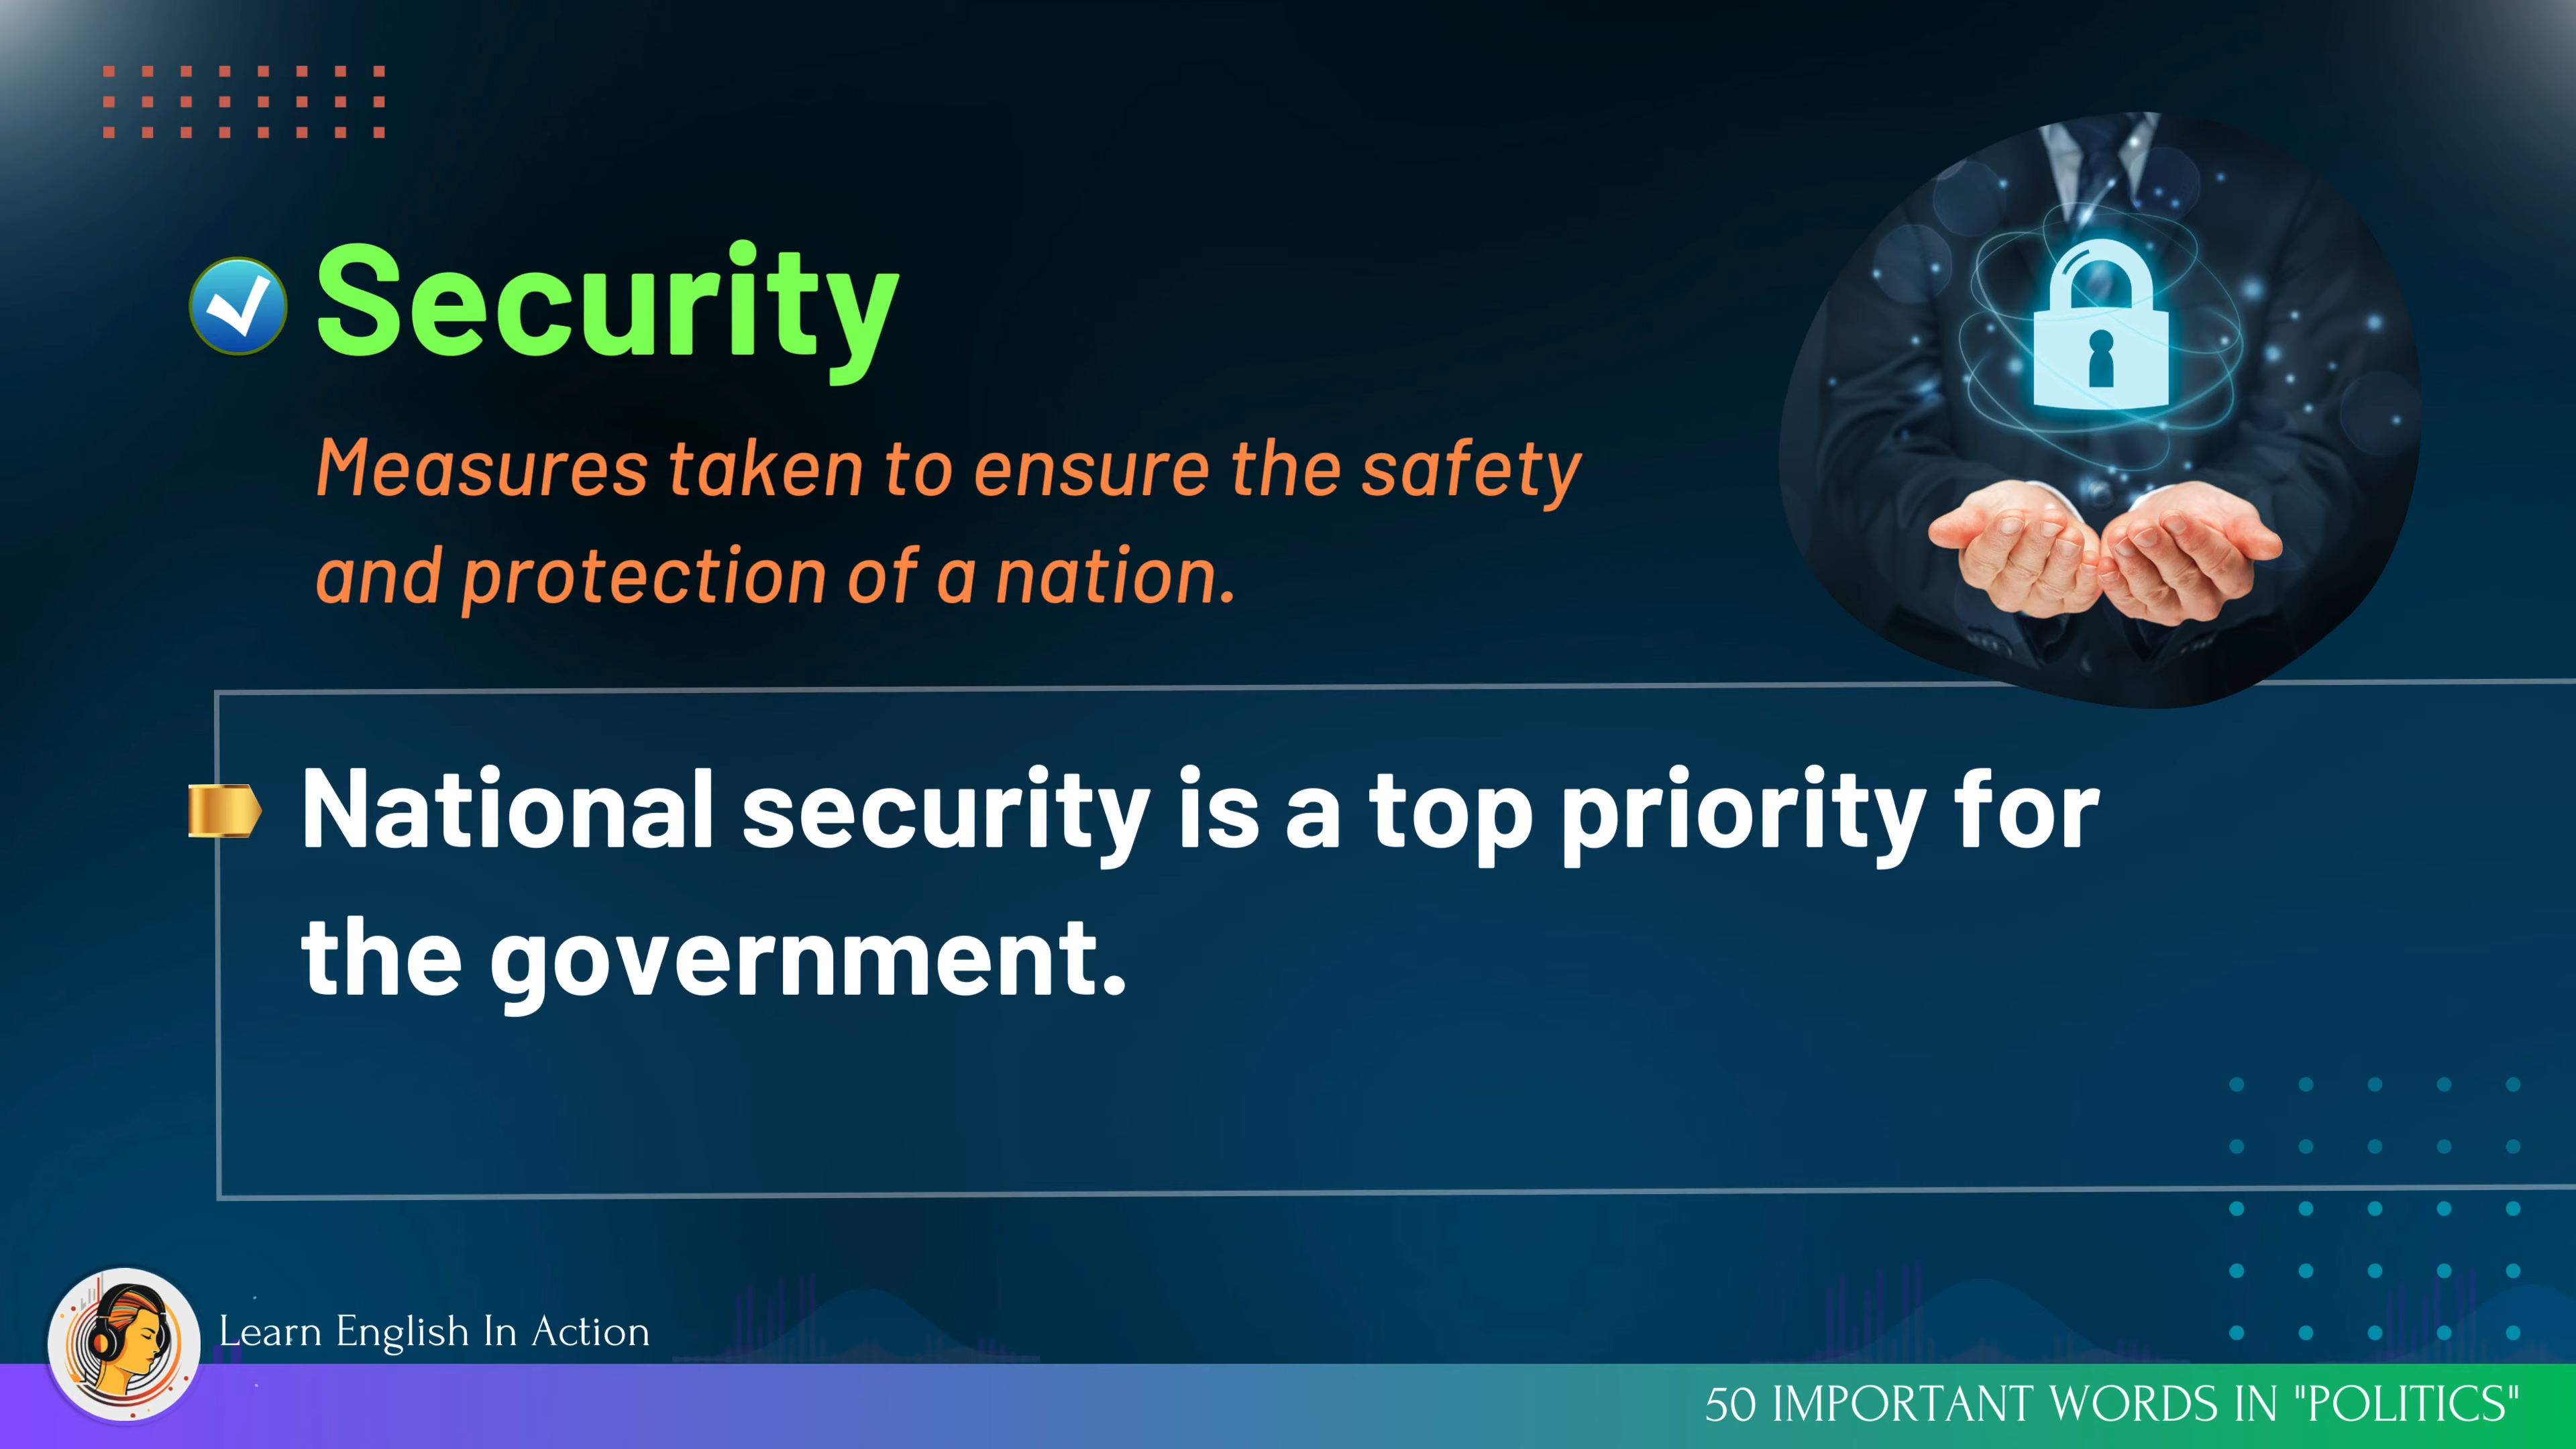 Security
Measures taken to ensure the safety
and protection of a nation.
National security is a top priority for
the government.
Learn English In Action
50 IMPORTANT WORDS IN "POLITICS"